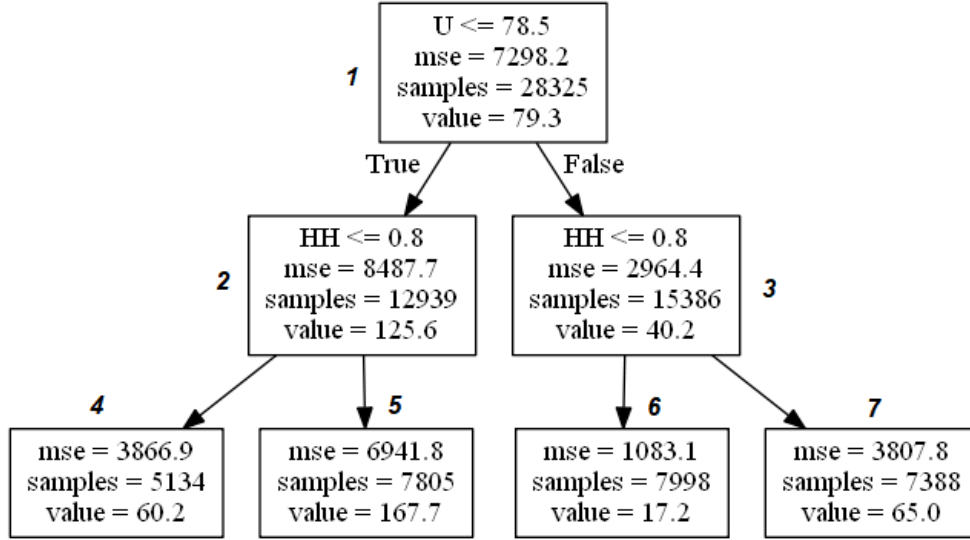 U <= 78.5
mse = 7298.2
samples = 28325
value = 79.3
1
True
False
HH <= 0.8
mse = 8487.7
samples = 12939
value = 125.6
2
HH <= 0.8
mse = 2964.4
samples = 15386
value = 40.2
3
4
mse = 3866.9
samples = 5134
value = 60.2
5
mse = 6941.8
samples = 7805
value = 167.7
6
mse = 1083.1
samples = 7998
value = 17.2
7
mse = 3807.8
samples = 7388
value = 65.0